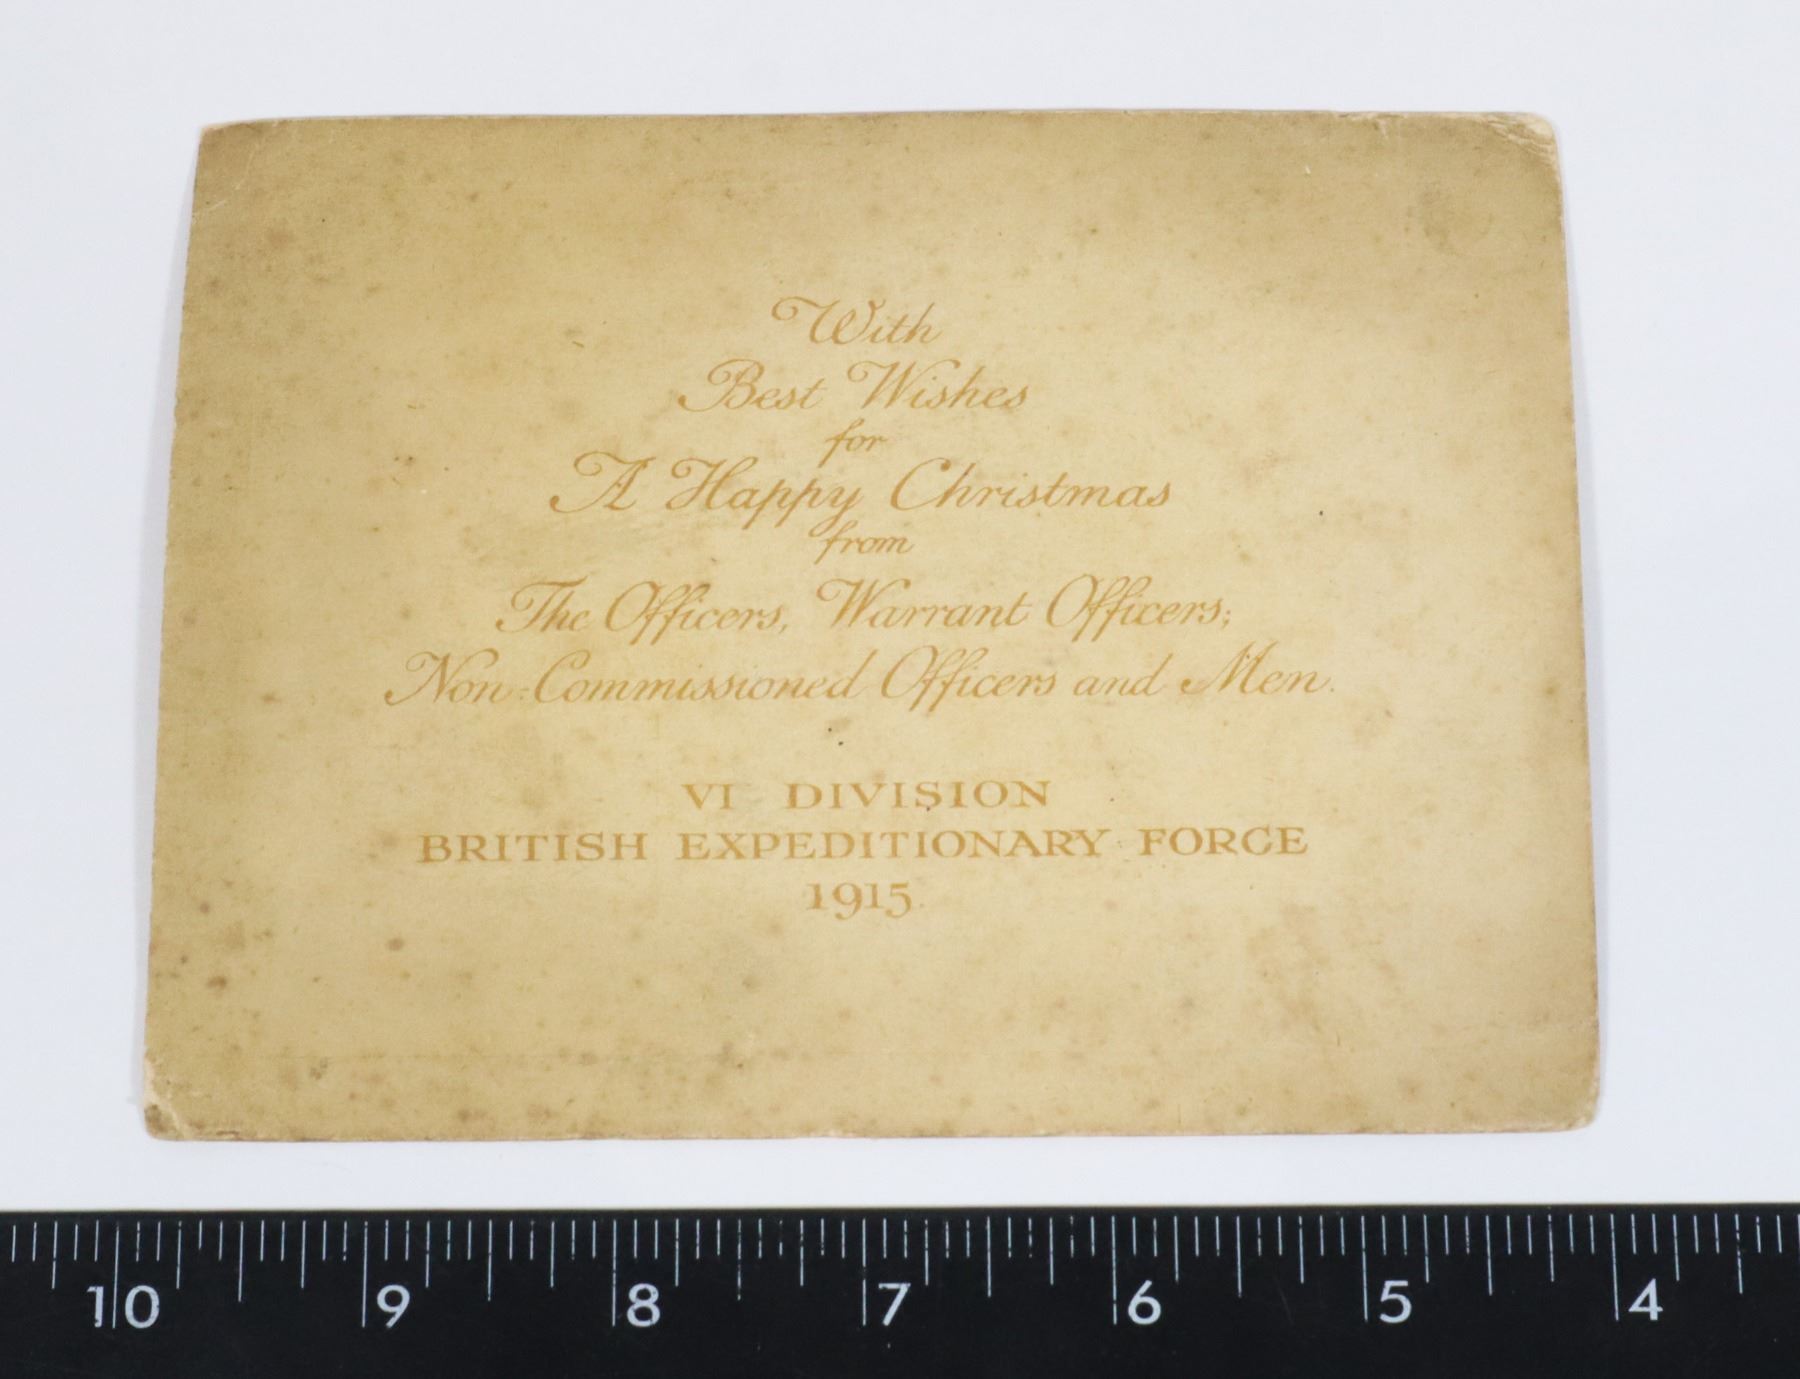 With
Best Wishes
for
A Happy Christmas
from
The Officers, Warrant Officers;
Non-Commissioned Officers and Men.
VI DIVISION
BRITISH EXPEDITIONARY FORCE
1915.
10 9 8 7 6 5 4